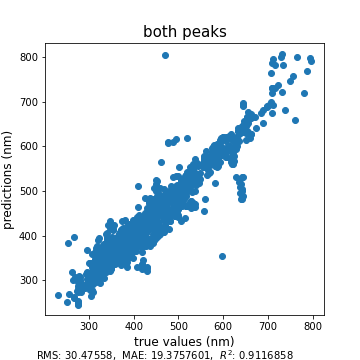 both peaks
800
700
600
500
400
300
predictions (nm)
300 400 500 600 700 800
true values (nm)
RMS: 30.47558, MAE: 19.3757601, R²: 0.9116858